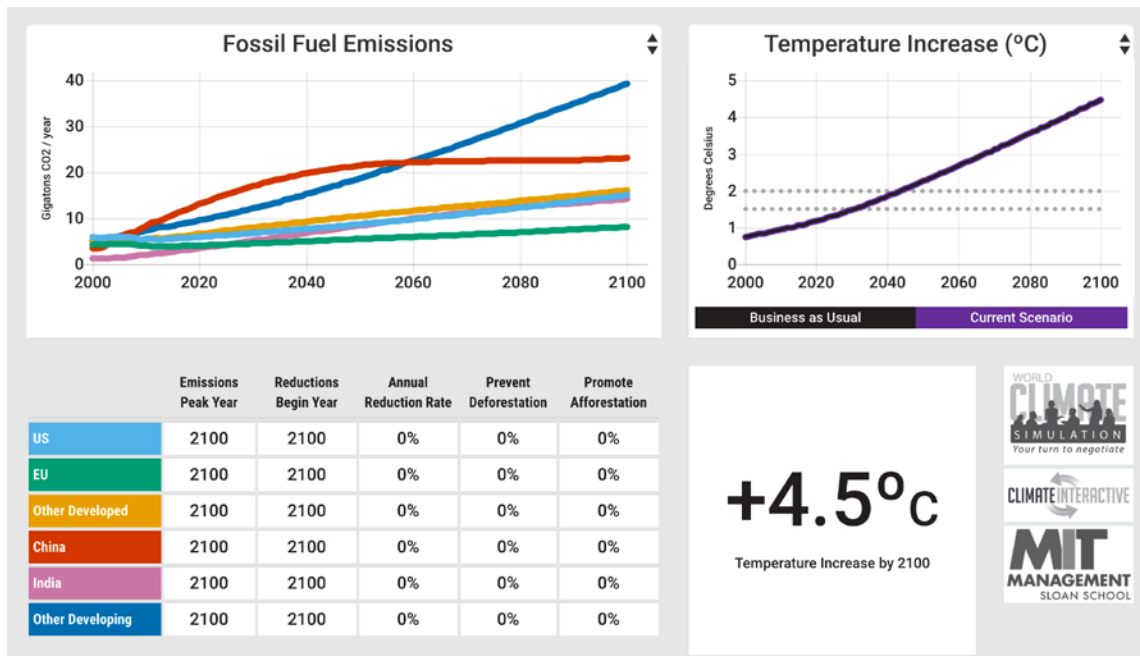 Fossil Fuel Emissions
Gigatons CO2 / year
40
30
20
10
0
2000 2020 2040 2060 2080 2100
Temperature Increase (ºC)
Degrees Celsius
5
4
3
2
1
0
2000 2020 2040 2060 2080 2100
Business as Usual Current Scenario
Emissions Peak Year Reductions Begin Year Annual Reduction Rate Prevent Deforestation Promote Afforestation
US 2100 2100 0% 0% 0%
EU 2100 2100 0% 0% 0%
Other Developed 2100 2100 0% 0% 0%
China 2100 2100 0% 0% 0%
India 2100 2100 0% 0% 0%
Other Developing 2100 2100 0% 0% 0%
+4.5ºC
Temperature Increase by 2100
WORLD
CLIMATE
SIMULATION
Your turn to negotiate
CLIMATE INTERACTIVE
MIT
MANAGEMENT
SLOAN SCHOOL